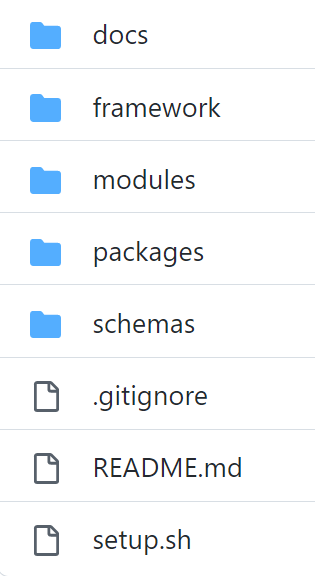 docs
framework
modules
packages
schemas
.gitignore
README.md
setup.sh